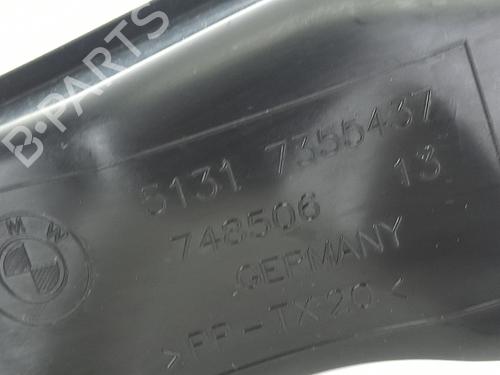 B-PARTS
BMW
5131 7355437
748506 13
GERMANY
>PP-TX20<